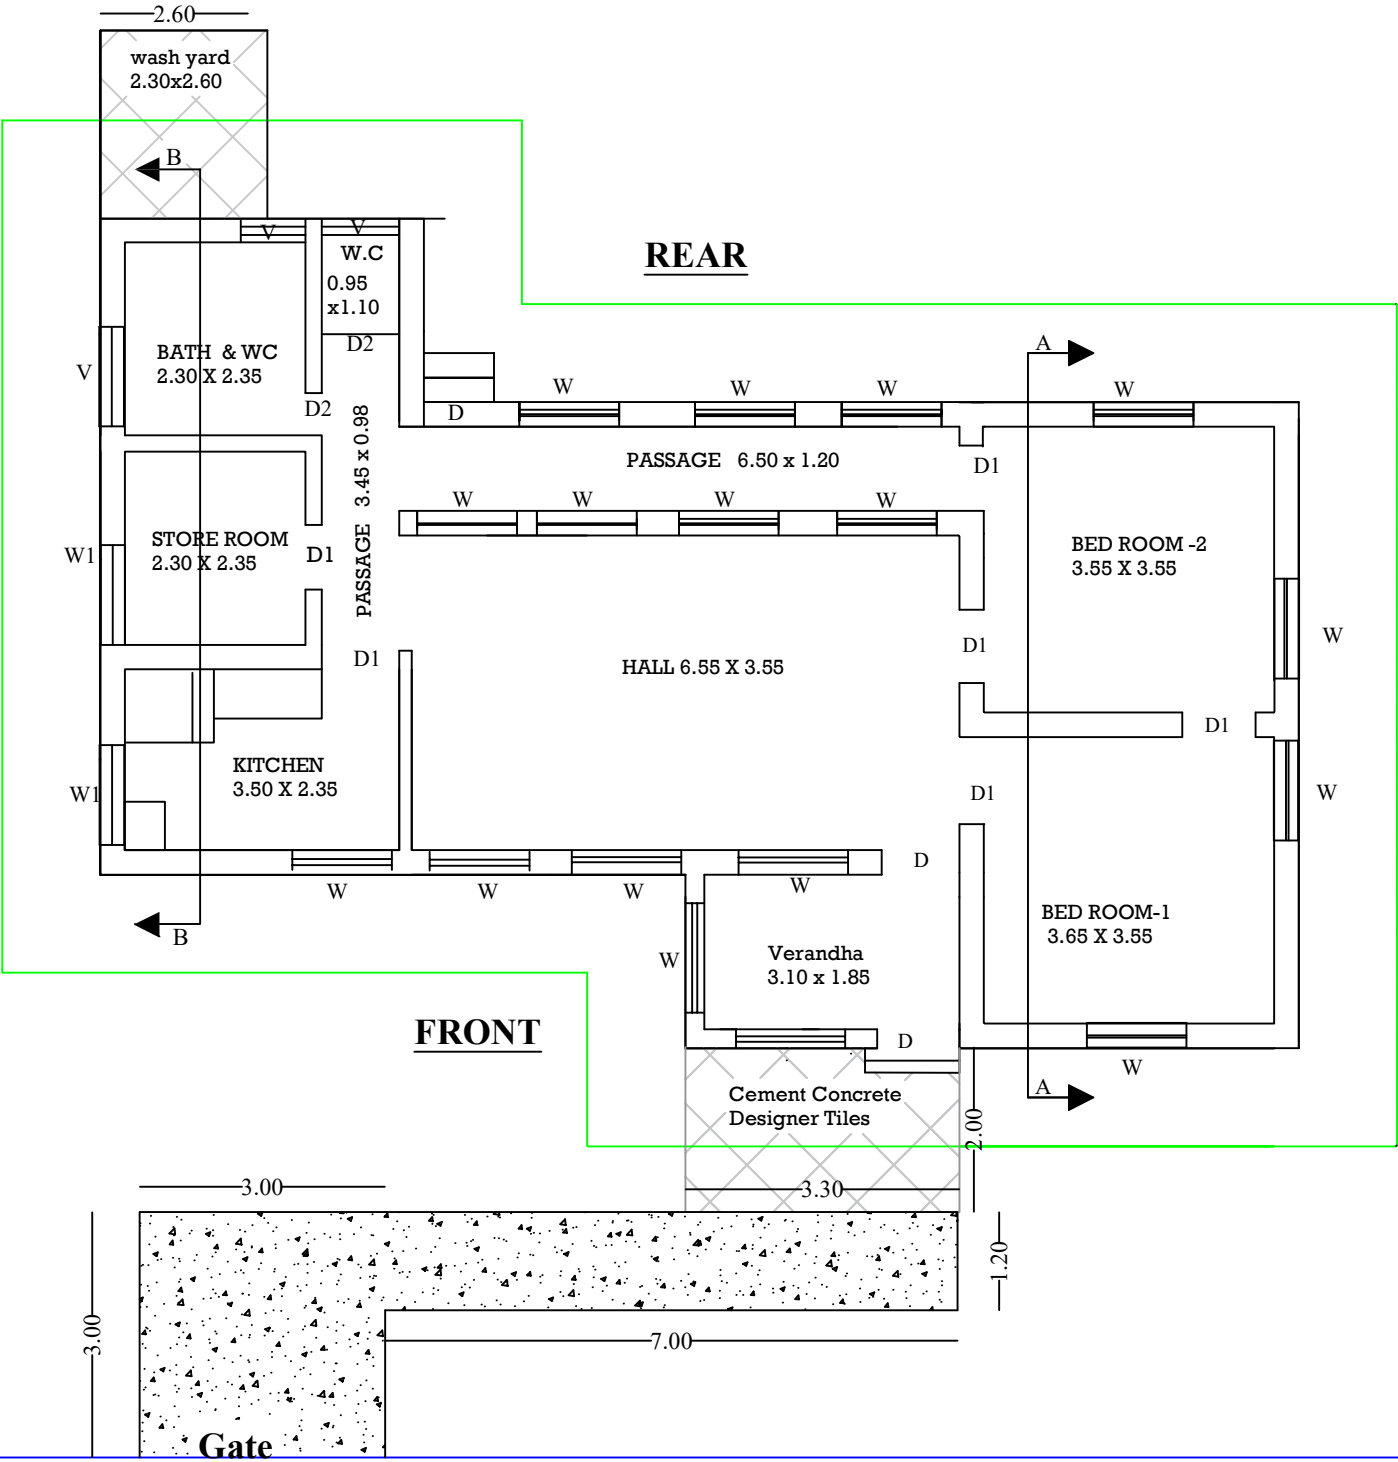 2.60
wash yard
2.30x2.60
B
V
V
W.C
0.95
x1.10
REAR
D2
BATH & WC
2.30 X 2.35
V
A
D2
D
W
W
W
W
PASSAGE 3.45 x 0.98
PASSAGE 6.50 x 1.20
D1
W
W
W
W
STORE ROOM
2.30 X 2.35
W1
D1
BED ROOM -2
3.55 X 3.55
W
D1
D1
HALL 6.55 X 3.55
D1
KITCHEN
3.50 X 2.35
W1
D1
W
W
W
W
W
D
B
W
Verandha
3.10 x 1.85
BED ROOM-1
3.65 X 3.55
FRONT
D
W
A
Cement Concrete
Designer Tiles
2.00
3.00
3.30
1.20
3.00
7.00
Gate